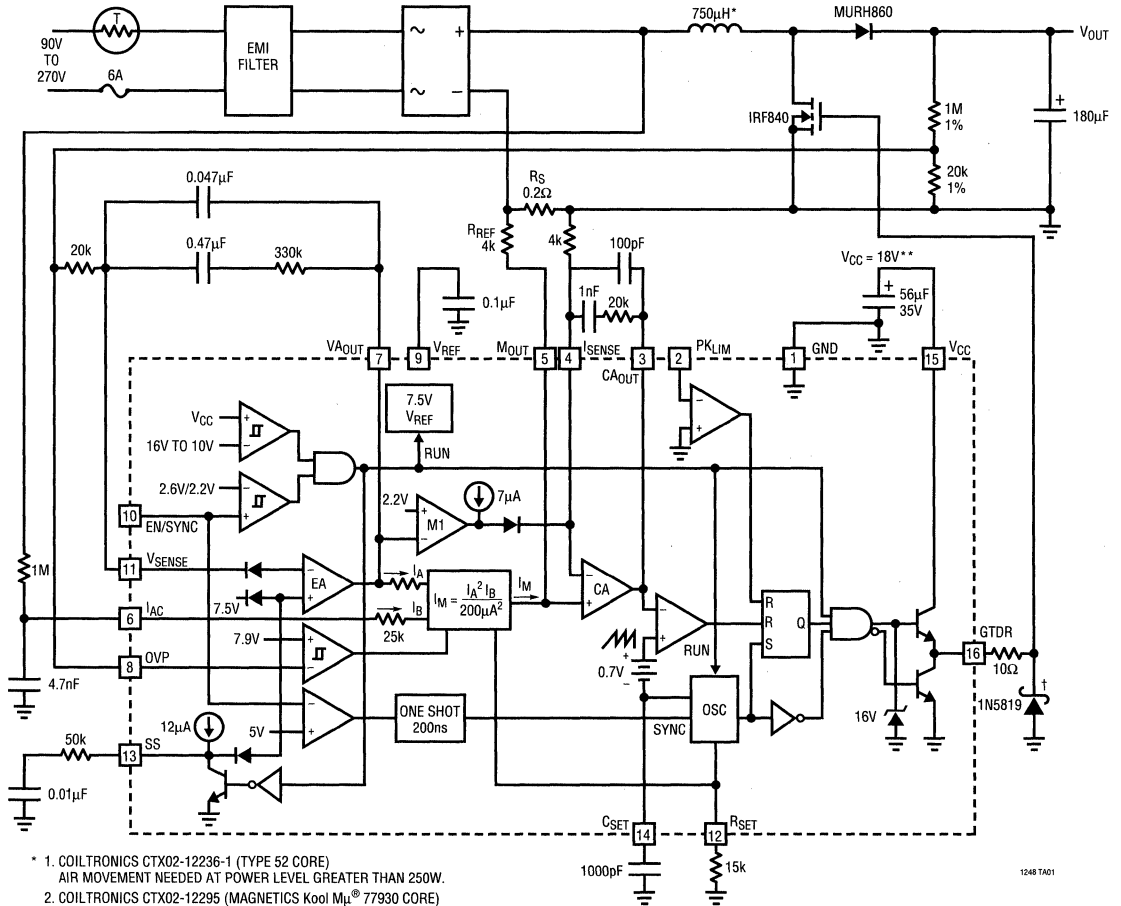 T
90V
TO
270V
6A
EMI
FILTER
~
+
~
−
750µH*
MURH860
VOUT
IRF840
1M
1%
20k
1%
+
180µF
0.047µF
20k
0.47µF
330k
RS
0.2Ω
RREF
4k
4k
100pF
1nF
20k
0.1µF
VCC = 18V**
+
56µF
35V
VAOUT
7
9
VREF
MOUT
5
4
ISENSE
3
CAOUT
2
PKLIM
1
GND
15
VCC
7.5V
VREF
RUN
VCC
+
16V TO 10V
−
2.6V/2.2V
−
+
10
EN/SYNC
2.2V
+
−
M1
7µA
−
+
1M
11
VSENSE
−
+
EA
7.5V
IA
IM = IA² IB
200µA²
IM
IB
25k
6
IAC
−
+
CA
−
+
RUN
0.7V
+
−
R
R
S
Q
16
GTDR
10Ω
1N5819
†
16V
7.9V
+
−
8
OVP
4.7nF
−
+
5V
ONE SHOT
200ns
SYNC
OSC
12µA
50k
13
SS
0.01µF
CSET
14
12
RSET
1000pF
15k
* 1. COILTRONICS CTX02-12236-1 (TYPE 52 CORE)
AIR MOVEMENT NEEDED AT POWER LEVEL GREATER THAN 250W.
2. COILTRONICS CTX02-12295 (MAGNETICS Kool Mµ® 77930 CORE)
1248 TA01